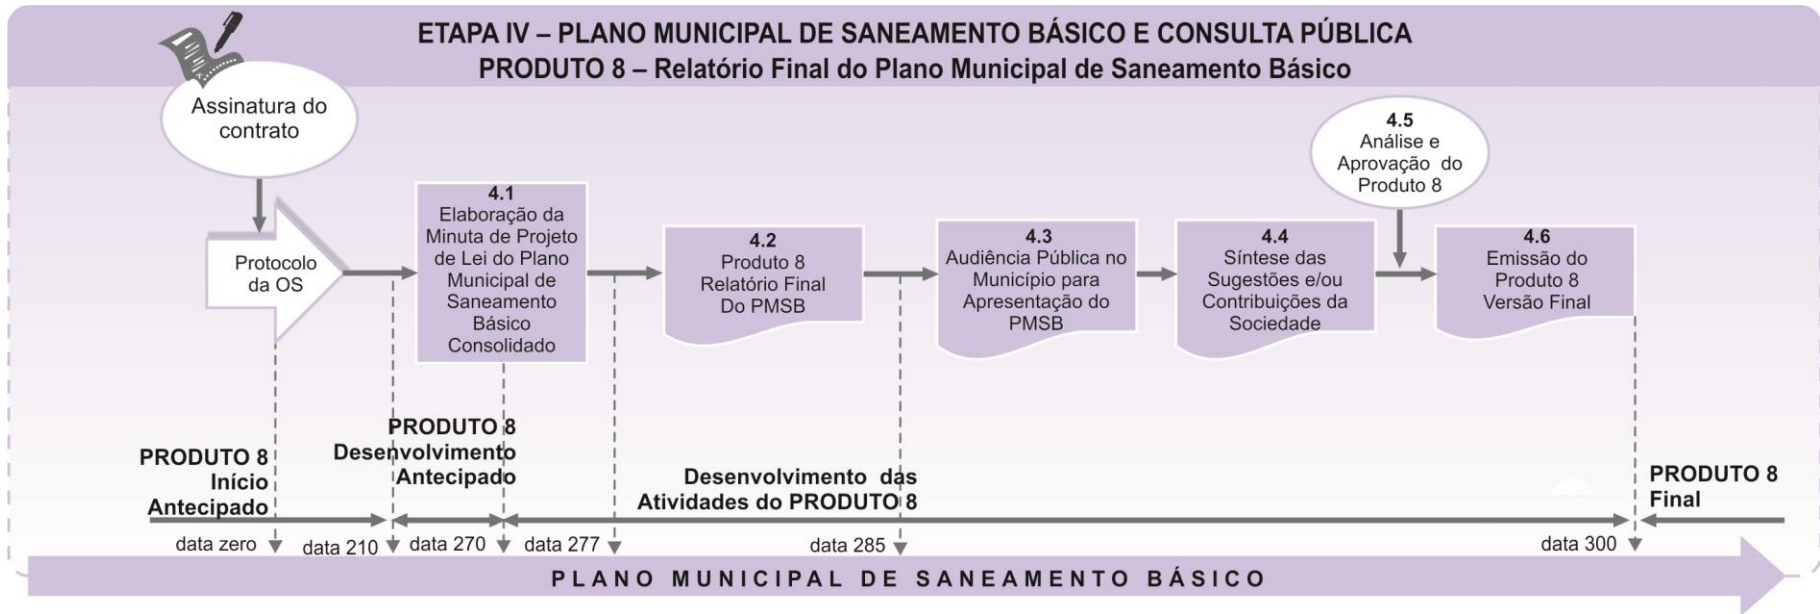 ETAPA IV – PLANO MUNICIPAL DE SANEAMENTO BÁSICO E CONSULTA PÚBLICA
PRODUTO 8 – Relatório Final do Plano Municipal de Saneamento Básico
Assinatura do
contrato
Protocolo
da OS
4.1
Elaboração da
Minuta de Projeto
de Lei do Plano
Municipal de
Saneamento
Básico
Consolidado
4.2
Produto 8
Relatório Final
Do PMSB
4.3
Audiência Pública no
Município para
Apresentação do
PMSB
4.4
Síntese das
Sugestões e/ou
Contribuições da
Sociedade
4.5
Análise e
Aprovação do
Produto 8
4.6
Emissão do
Produto 8
Versão Final
PRODUTO 8
Início
Antecipado
PRODUTO 8
Desenvolvimento
Antecipado
Desenvolvimento das
Atividades do PRODUTO 8
PRODUTO 8
Final
data zero
data 210
data 270
data 277
data 285
data 300
PLANO MUNICIPAL DE SANEAMENTO BÁSICO